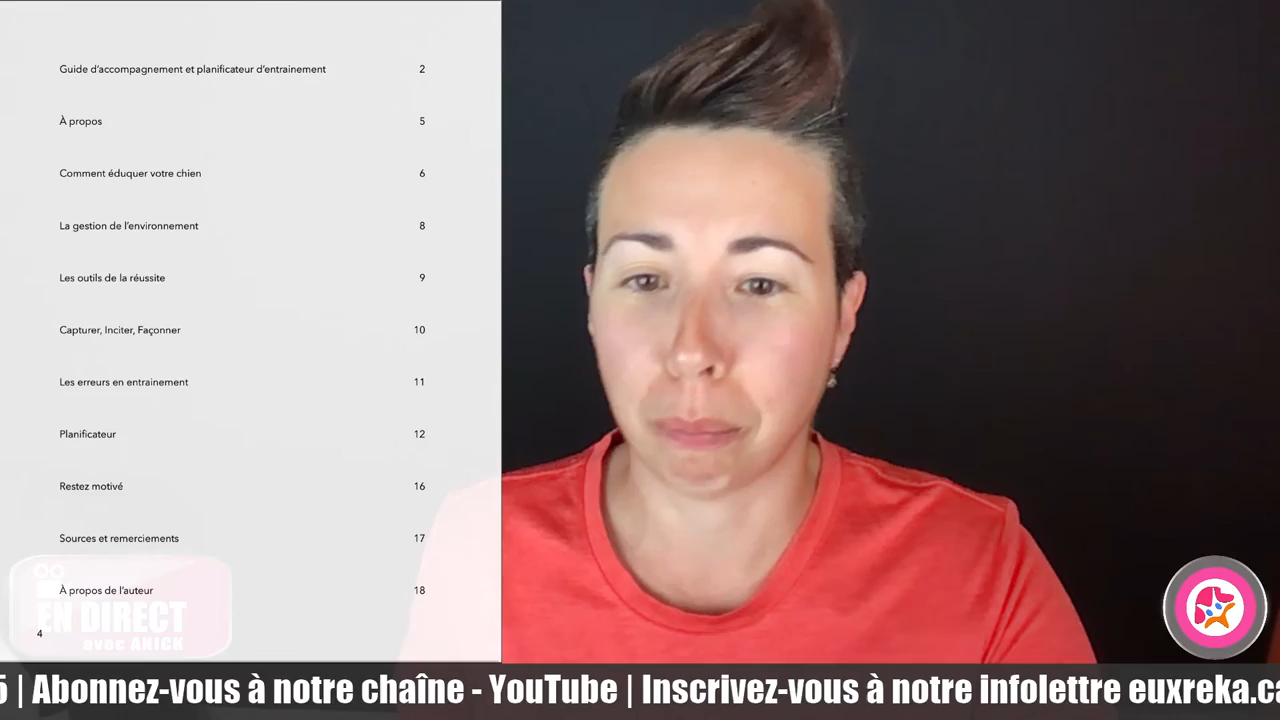 Guide d’accompagnement et planificateur d’entrainement 2
À propos 5
Comment éduquer votre chien 6
La gestion de l’environnement 8
Les outils de la réussite 9
Capturer, Inciter, Façonner 10
Les erreurs en entrainement 11
Planificateur 12
Restez motivé 16
Sources et remerciements 17
À propos de l’auteur 18
EN DIRECT
4
avec ANICK
5 | Abonnez-vous à notre chaîne - YouTube | Inscrivez-vous à notre infolettre euxreka.ca